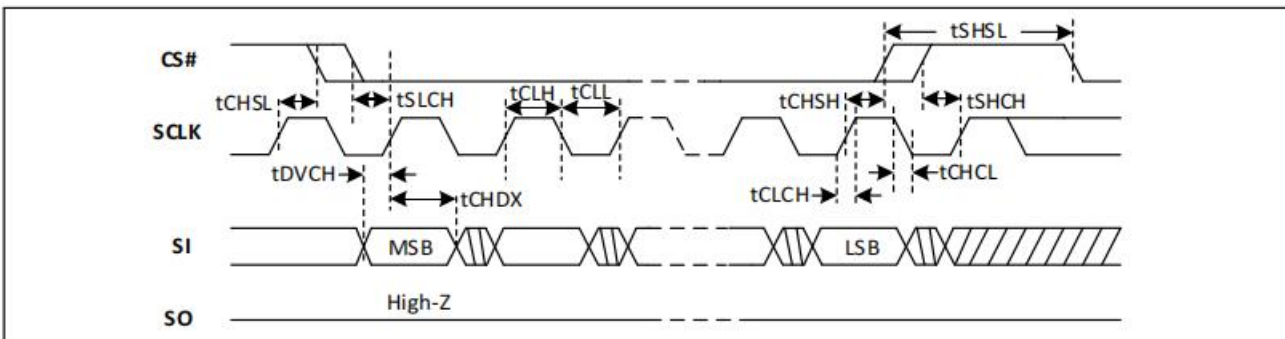 tSHSL
CS#
tCHSL tSLCH tCLH tCLL tCHSH tSHCH
SCLK
tDVCH tCHDX tCLCH tCHCL
SI MSB LSB
High-Z
SO